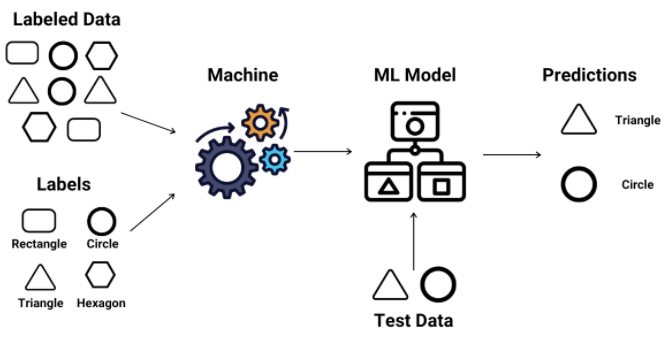 Labeled Data
Machine
ML Model
Predictions
Triangle
Circle
Labels
Rectangle Circle
Triangle Hexagon
Test Data